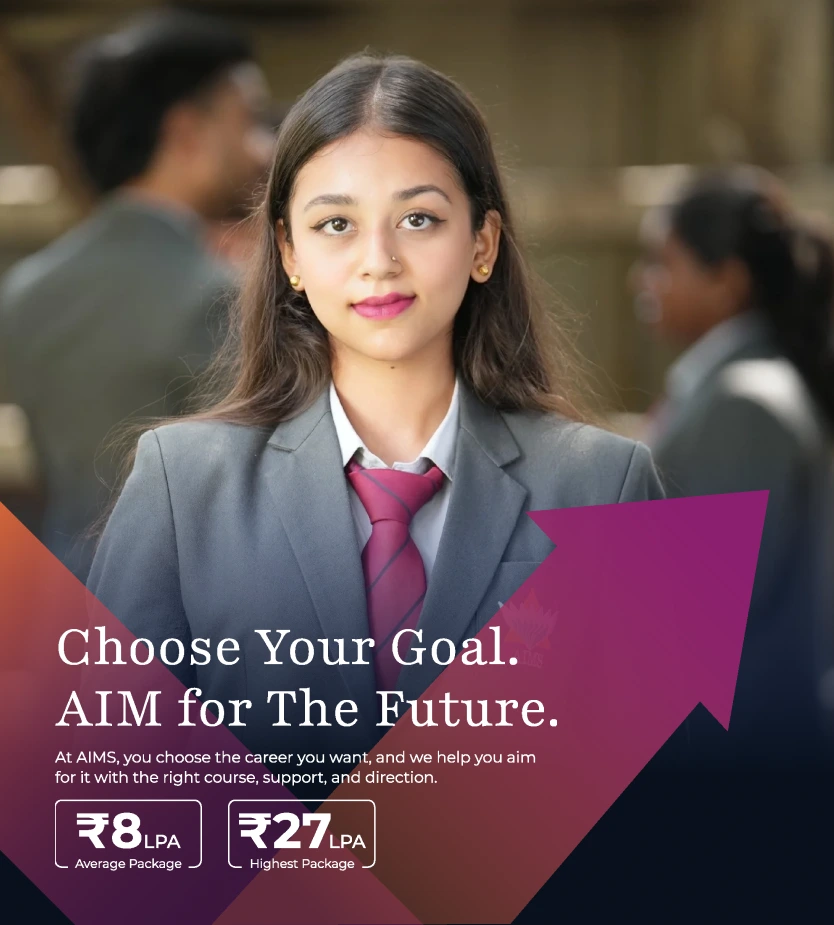 Choose Your Goal.
AIM for The Future.
At AIMS, you choose the career you want, and we help you aim
for it with the right course, support, and direction.
₹8LPA
Average Package
₹27LPA
Highest Package